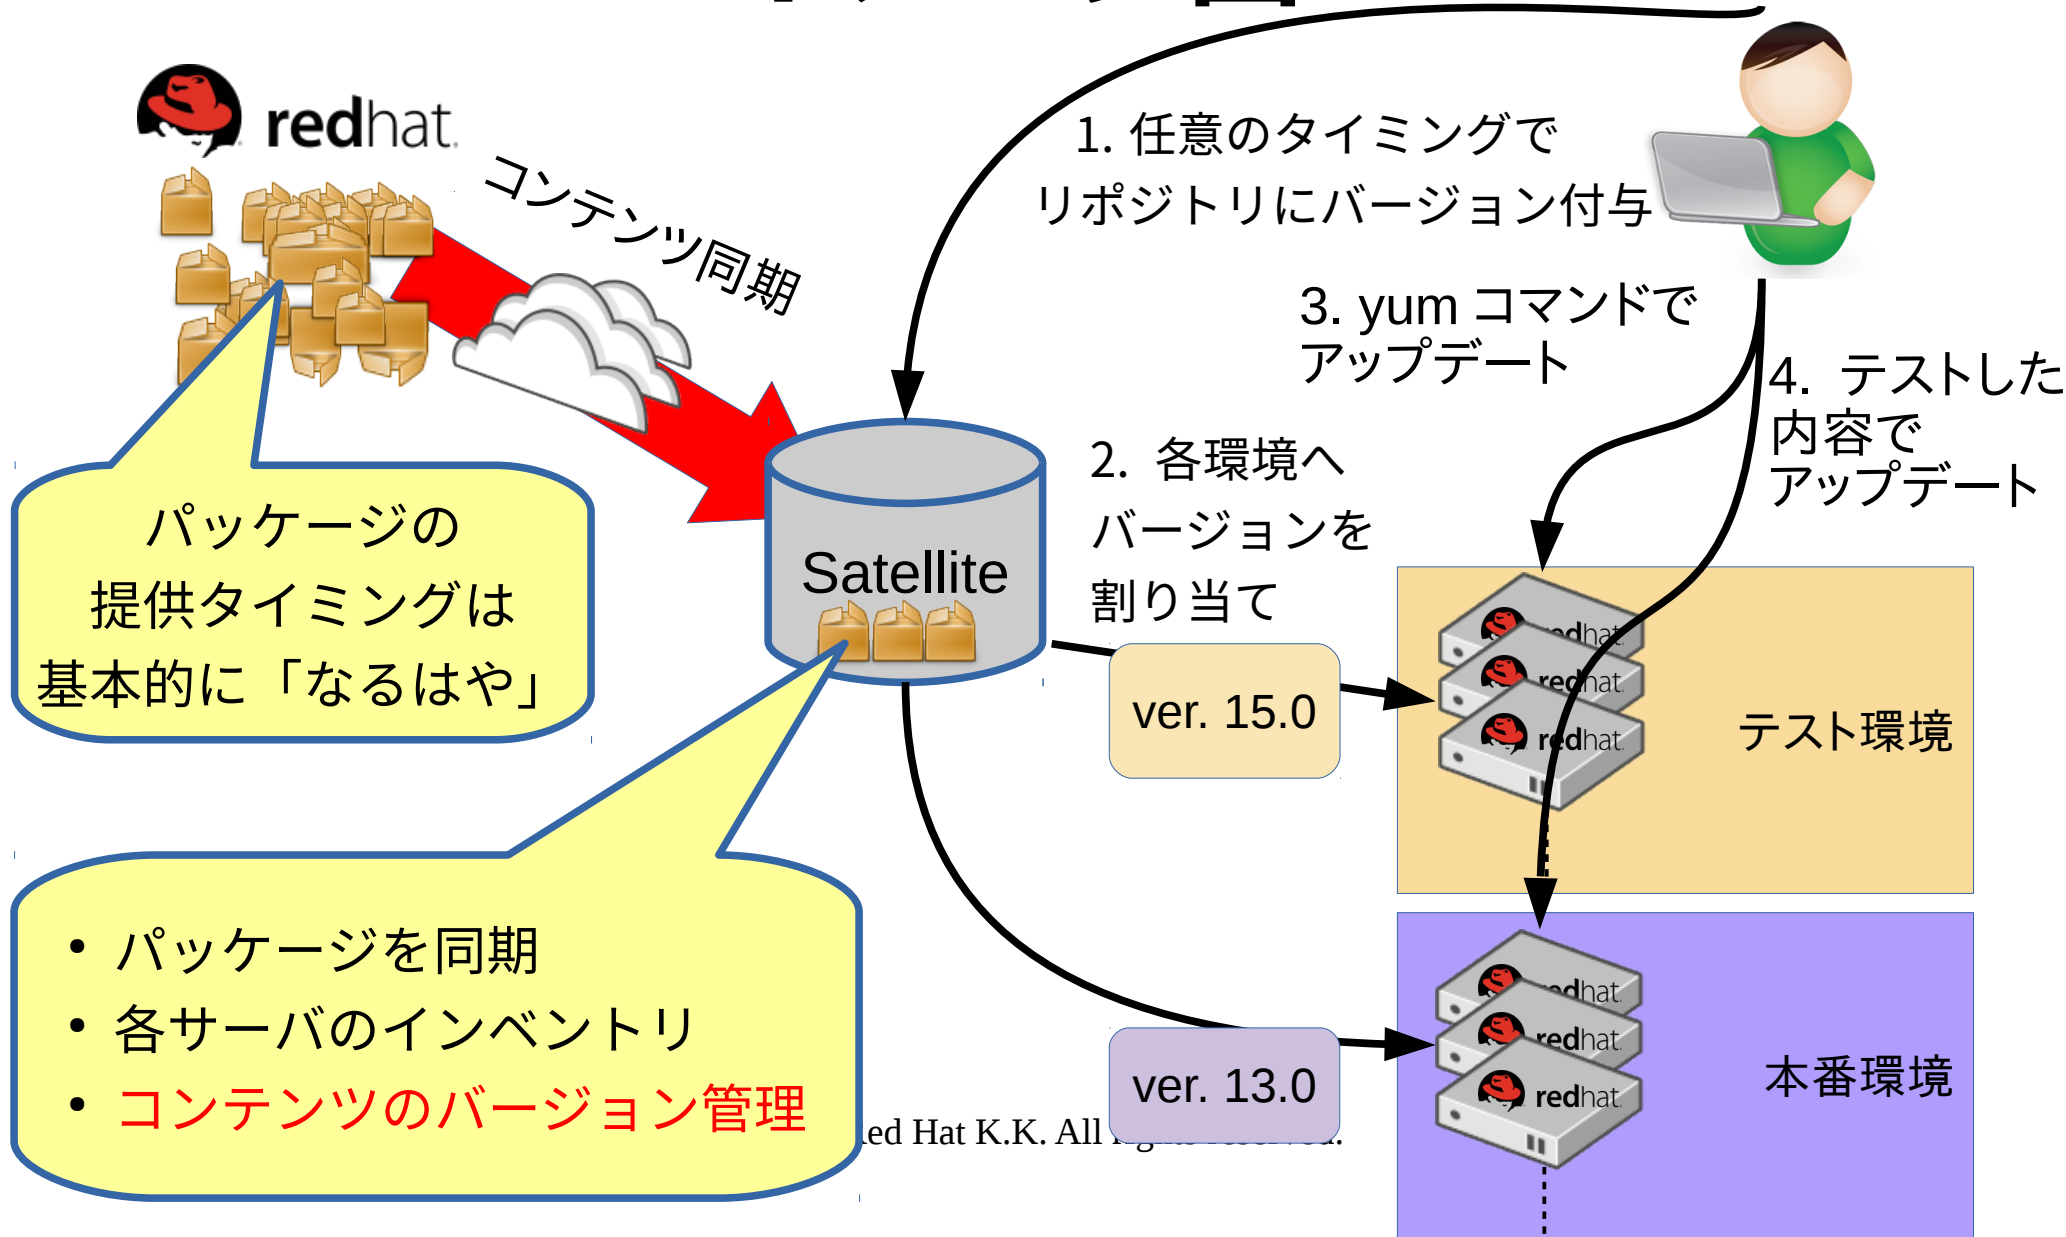 redhat.
コンテンツ同期
1. 任意のタイミングで
リポジトリにバージョン付与
3. yum コマンドで
アップデート
4. テストした
内容で
アップデート
2. 各環境へ
バージョンを
割り当て
パッケージの
提供タイミングは
基本的に「なるはや」
Satellite
ver. 15.0
redhat.
redhat.
テスト環境
・パッケージを同期
・各サーバのインベントリ
・コンテンツのバージョン管理
ver. 13.0
redhat.
redhat.
本番環境
Hat K.K. All